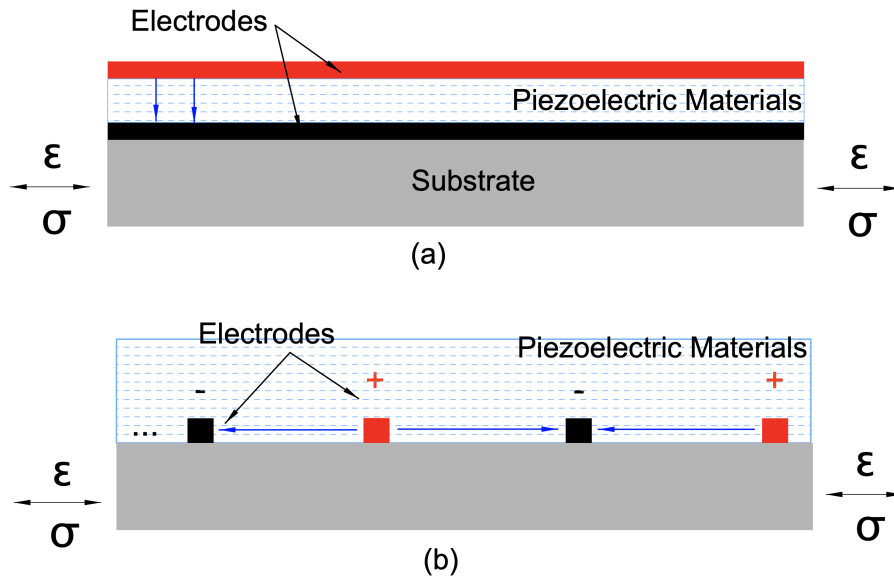 Electrodes
Piezoelectric Materials
ε ε
Substrate
σ σ
(a)
Electrodes
Piezoelectric Materials
- + - +
...
ε ε
σ σ
(b)